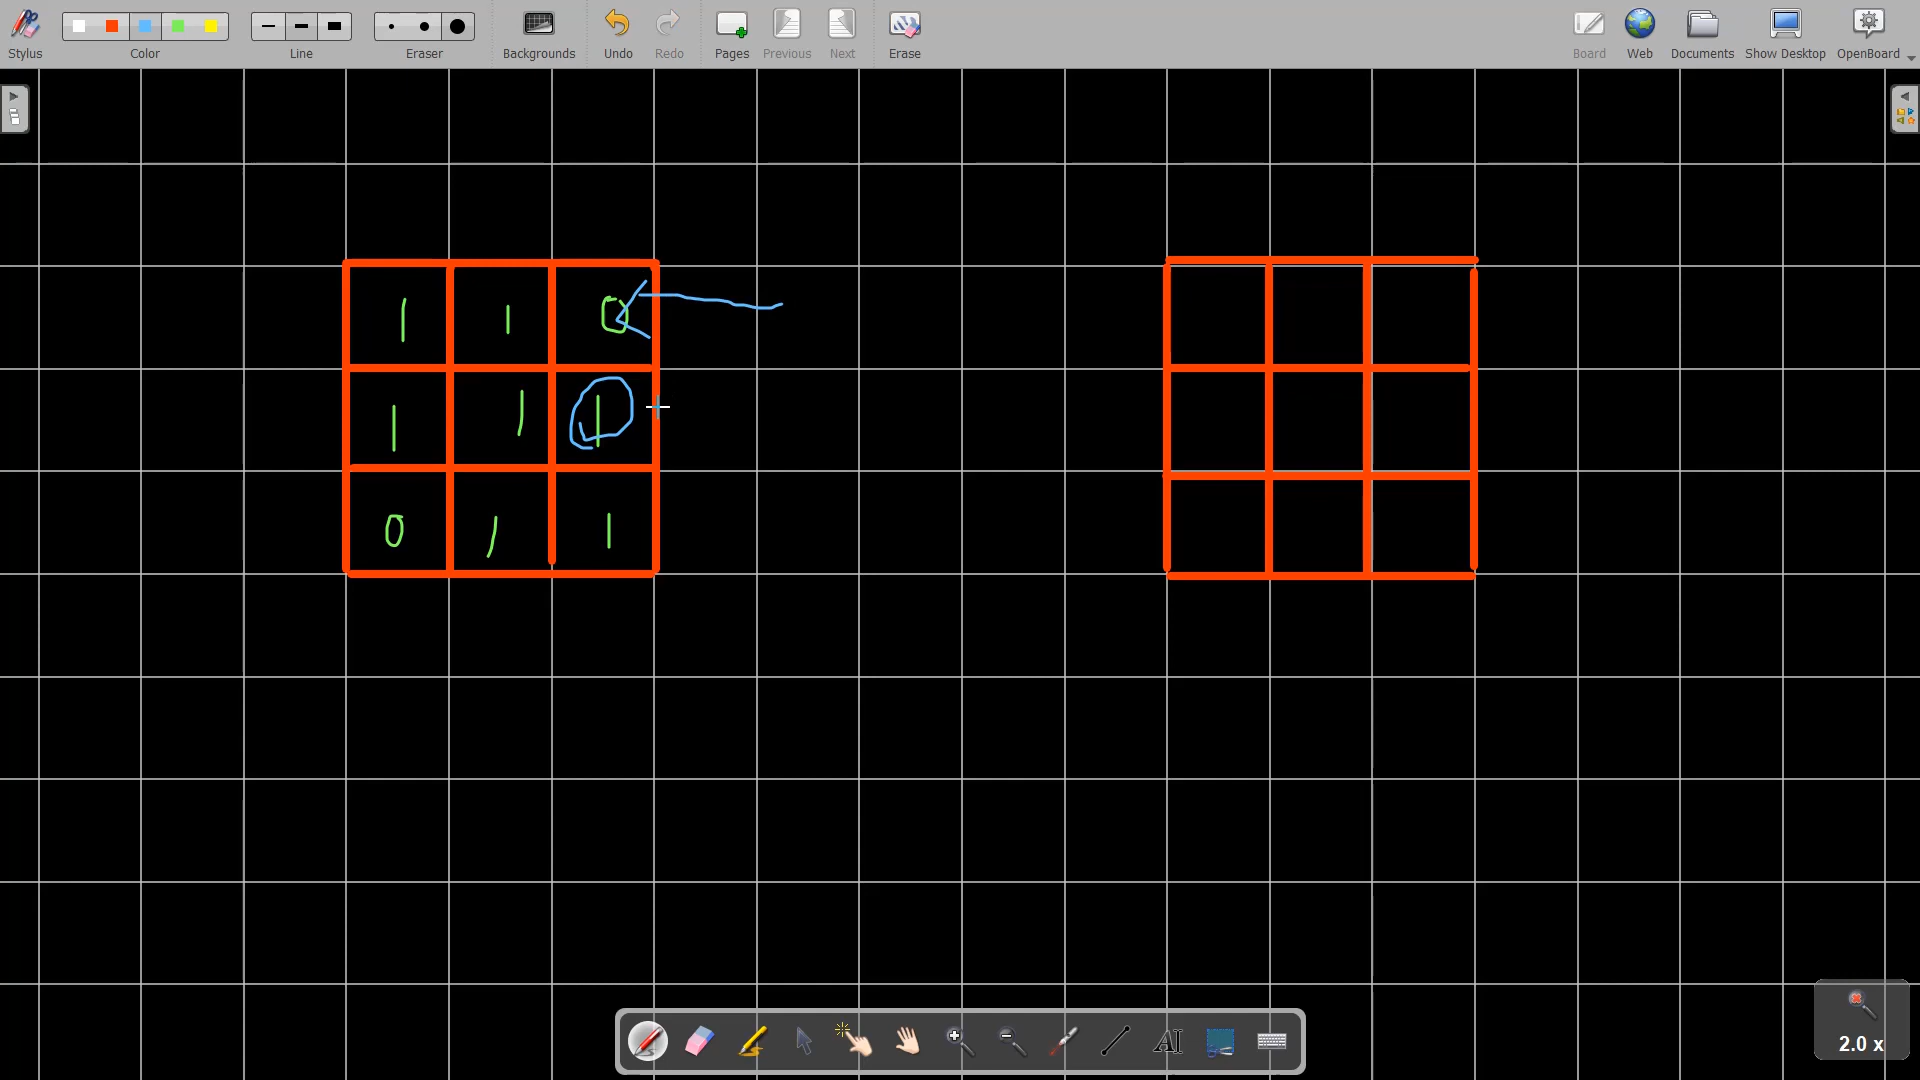 Stylus Color Line Eraser Backgrounds Undo Redo Pages Previous Next Erase Board Web Documents Show Desktop OpenBoard
1 1 0
1 1 1
0 1 1
AI
2.0 x